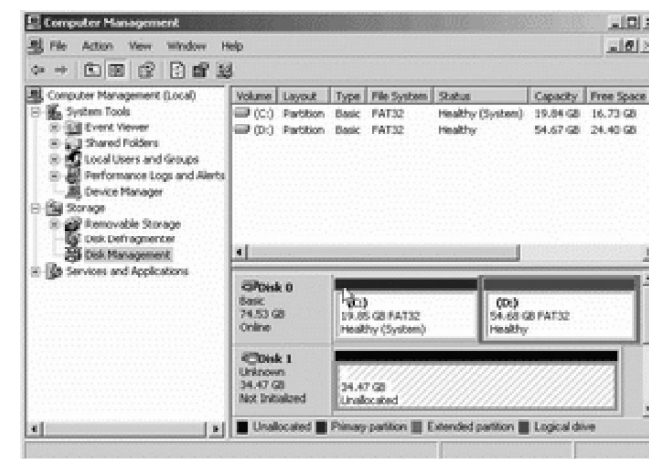 Computer Management
File Action View Window Help
Computer Management (Local)
System Tools
Event Viewer
Shared Folders
Local Users and Groups
Performance Logs and Alerts
Device Manager
Storage
Removable Storage
Disk Defragmenter
Disk Management
Services and Applications
Volume Layout Type File System Status Capacity Free Space
(C:) Partition Basic FAT32 Healthy (System) 19.84 GB 16.73 GB
(D:) Partition Basic FAT32 Healthy 54.67 GB 24.40 GB
Disk 0
Basic
74.53 GB
Online
(C:)
19.85 GB FAT32
Healthy (System)
(D:)
54.68 GB FAT32
Healthy
Disk 1
Unknown
34.47 GB
Not Initialized
34.47 GB
Unallocated
Unallocated Primary partition Extended partition Logical drive